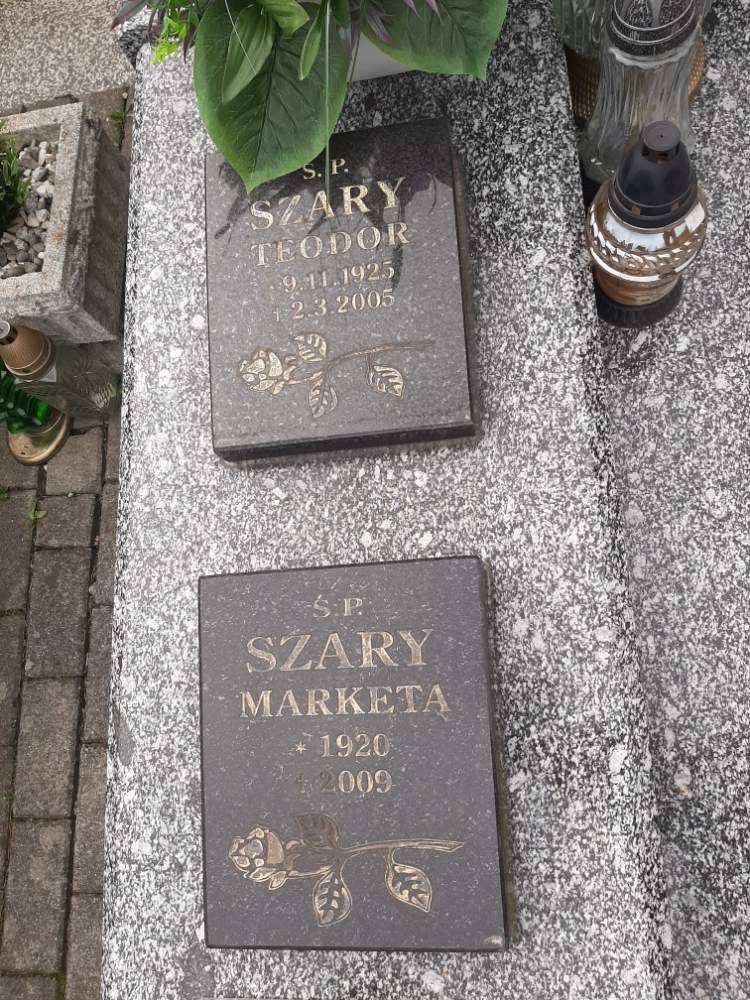 Ś. P.
SZARY
TEODOR
* 9.11.1925
† 2.3.2005
Ś. P.
SZARY
MARKETA
* 1920
† 2009